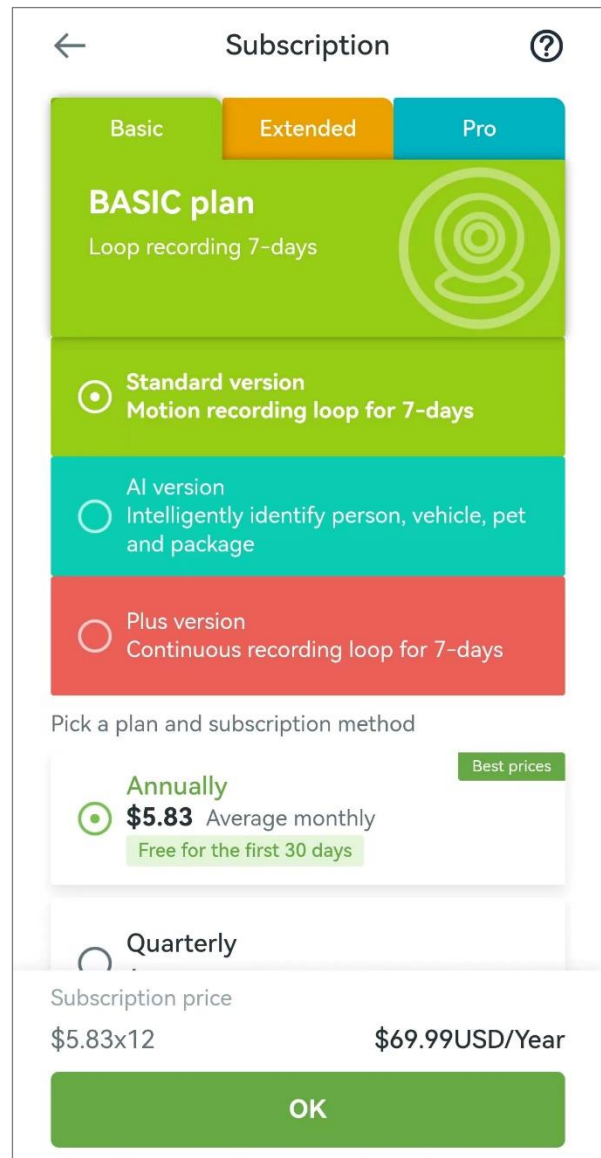 Subscription
Basic
Extended
Pro
BASIC plan
Loop recording 7-days
Standard version
Motion recording loop for 7-days
AI version
Intelligently identify person, vehicle, pet
and package
Plus version
Continuous recording loop for 7-days
Pick a plan and subscription method
Best prices
Annually
$5.83 Average monthly
Free for the first 30 days
Quarterly
Subscription price
$5.83x12
$69.99USD/Year
OK